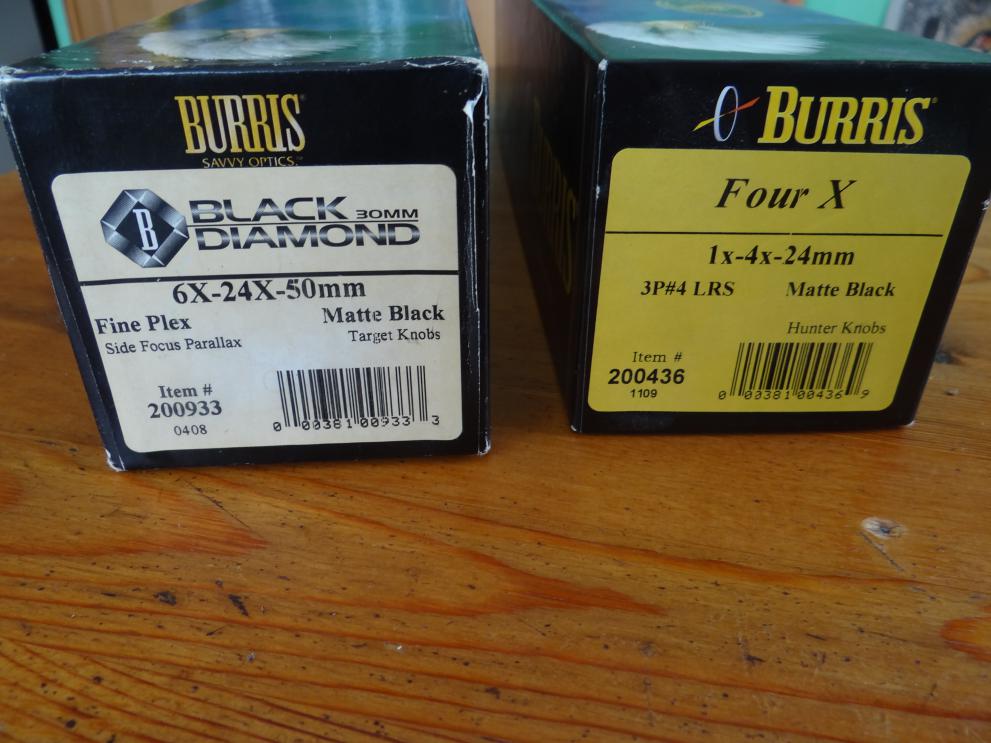 BURRIS
SAVVY OPTICS™
B
BLACK 30MM
DIAMOND
6X-24X-50mm
Fine Plex Matte Black
Side Focus Parallax Target Knobs
Item #
200933
0408
0 00381 00933 3
BURRIS
Four X
1x-4x-24mm
3P#4 LRS Matte Black
Hunter Knobs
Item #
200436
1109
0 00381 00436 9